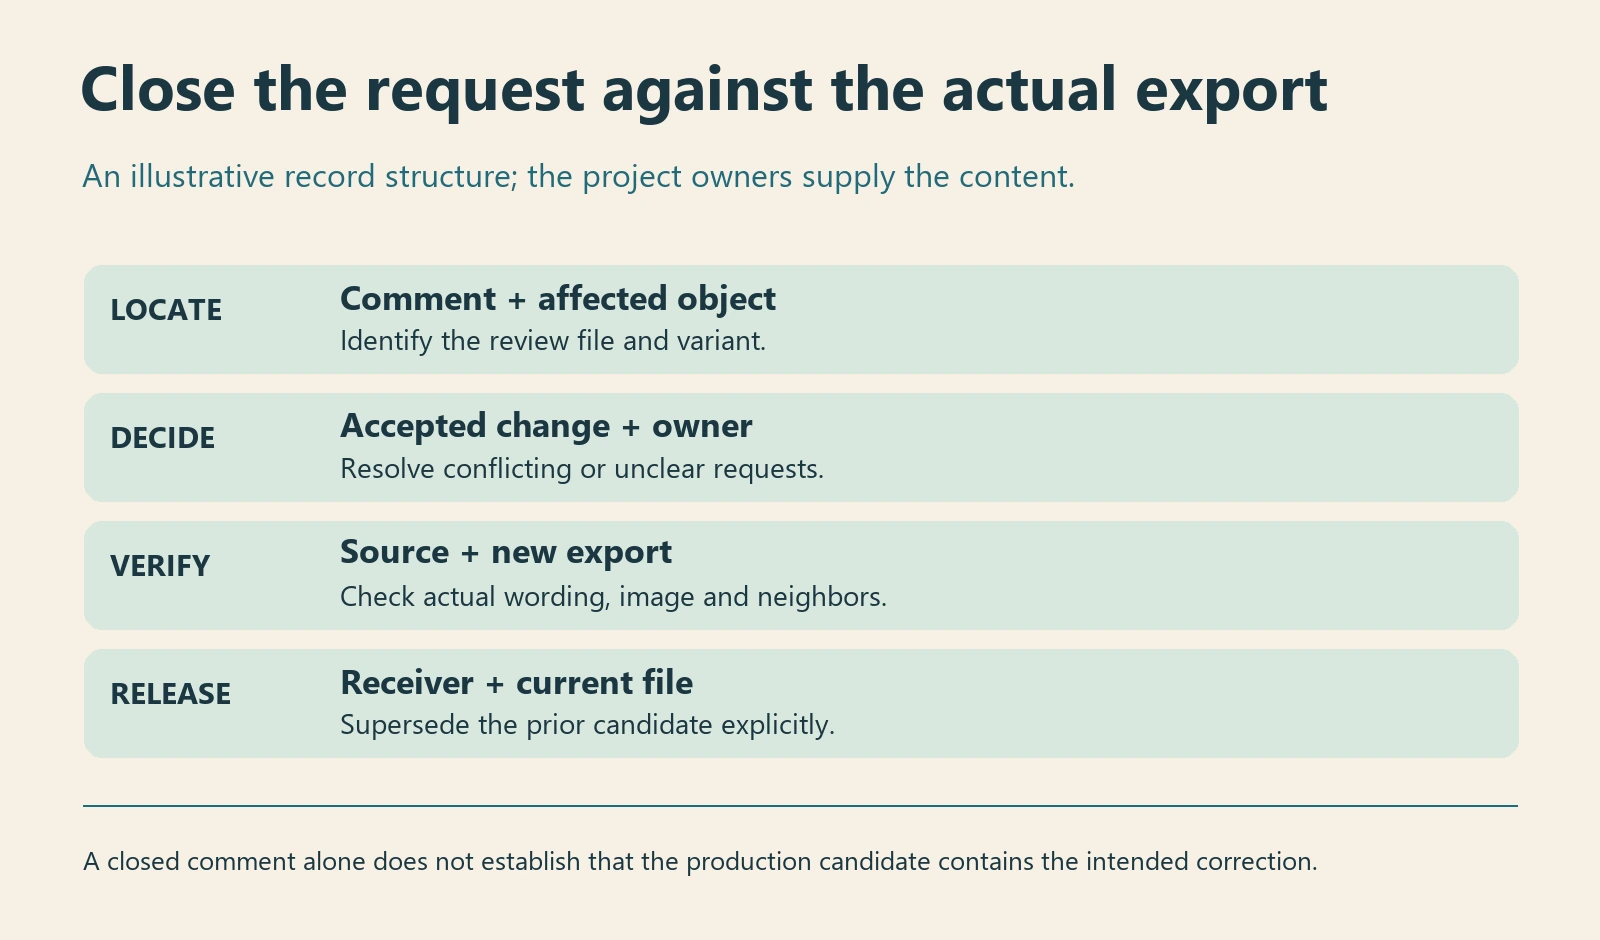 Close the request against the actual export
An illustrative record structure; the project owners supply the content.
LOCATE
Comment + affected object
Identify the review file and variant.
DECIDE
Accepted change + owner
Resolve conflicting or unclear requests.
VERIFY
Source + new export
Check actual wording, image and neighbors.
RELEASE
Receiver + current file
Supersede the prior candidate explicitly.
A closed comment alone does not establish that the production candidate contains the intended correction.